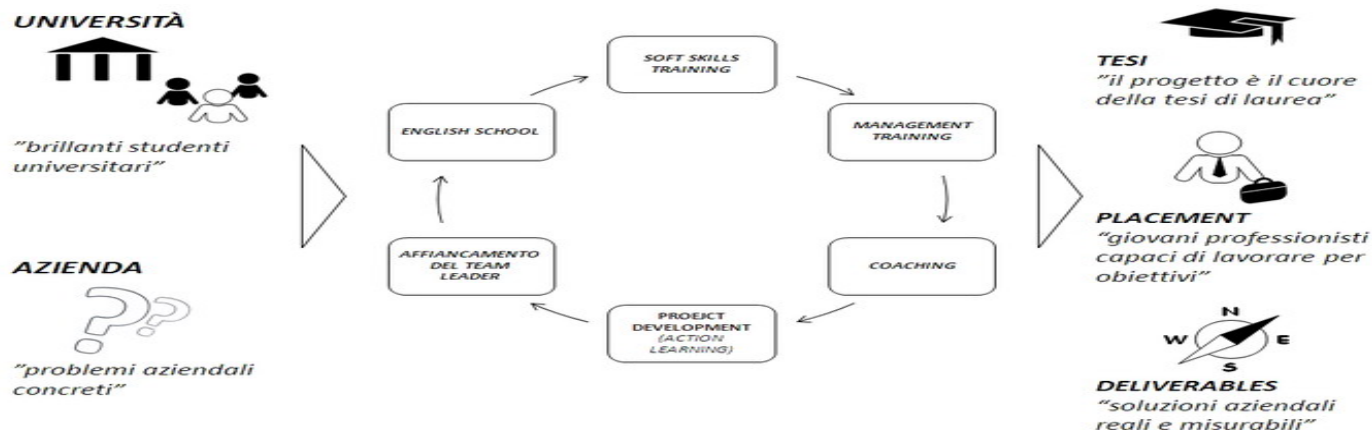 UNIVERSITÀ
"brillanti studenti
universitari"
AZIENDA
"problemi aziendali
concreti"
SOFT SKILLS
TRAINING
MANAGEMENT
TRAINING
COACHING
PROEJCT
DEVELOPMENT
(ACTION
LEARNING)
AFFIANCAMENTO
DEL TEAM
LEADER
ENGLISH SCHOOL
TESI
"il progetto è il cuore
della tesi di laurea"
PLACEMENT
"giovani professionisti
capaci di lavorare per
obiettivi"
N
W E
S
DELIVERABLES
"soluzioni aziendali
reali e misurabili"